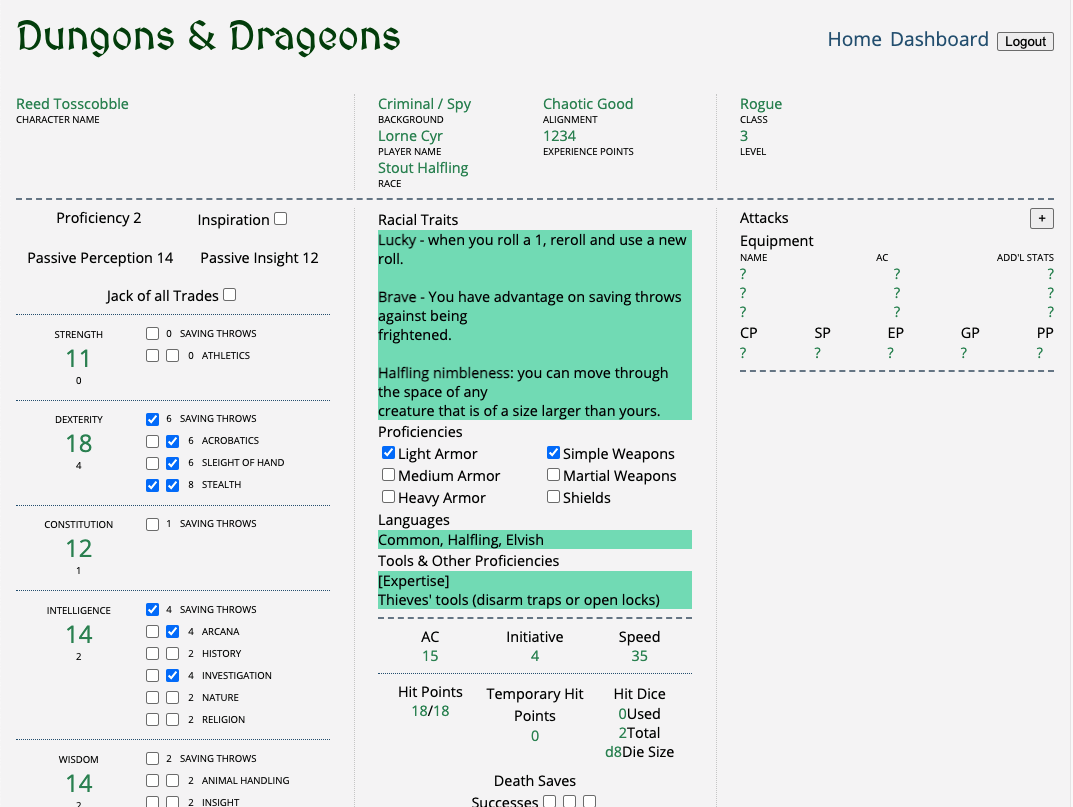 Dungons & Drageons
Home Dashboard Logout
Reed Tosscobble
CHARACTER NAME
Criminal / Spy
BACKGROUND
Lorne Cyr
PLAYER NAME
Stout Halfling
RACE
Chaotic Good
ALIGNMENT
1234
EXPERIENCE POINTS
Rogue
CLASS
3
LEVEL
Proficiency 2
Inspiration
Passive Perception 14
Passive Insight 12
Jack of all Trades
STRENGTH
11
0
0 SAVING THROWS
0 ATHLETICS
DEXTERITY
18
4
6 SAVING THROWS
6 ACROBATICS
6 SLEIGHT OF HAND
8 STEALTH
CONSTITUTION
12
1
1 SAVING THROWS
INTELLIGENCE
14
2
4 SAVING THROWS
4 ARCANA
2 HISTORY
4 INVESTIGATION
2 NATURE
2 RELIGION
WISDOM
14
2
2 SAVING THROWS
2 ANIMAL HANDLING
2 INSIGHT
Racial Traits
Lucky - when you roll a 1, reroll and use a new
roll.
Brave - You have advantage on saving throws
against being
frightened.
Halfling nimbleness: you can move through
the space of any
creature that is of a size larger than yours.
Proficiencies
Light Armor
Simple Weapons
Medium Armor
Martial Weapons
Heavy Armor
Shields
Languages
Common, Halfling, Elvish
Tools & Other Proficiencies
[Expertise]
Thieves' tools (disarm traps or open locks)
AC
15
Initiative
4
Speed
35
Hit Points
18/18
Temporary Hit
Points
0
Hit Dice
0Used
2Total
d8Die Size
Death Saves
Successes
Attacks
+
Equipment
NAME AC ADD'L STATS
? ? ?
? ? ?
? ? ?
CP SP EP GP PP
? ? ? ? ?